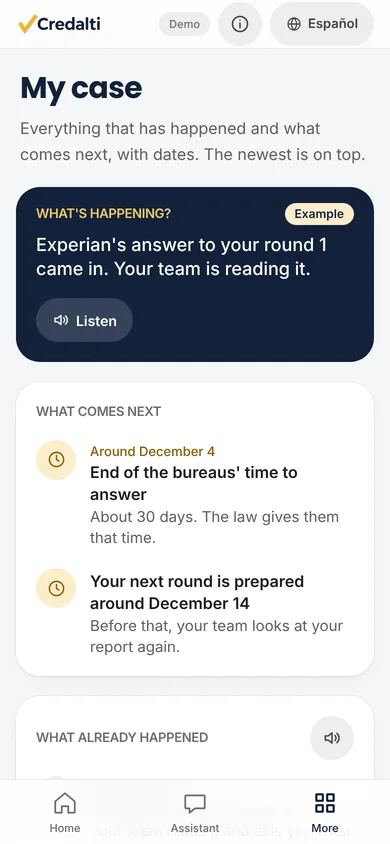 Credalti
Demo
Español
My case
Everything that has happened and what
comes next, with dates. The newest is on top.
WHAT'S HAPPENING?
Example
Experian's answer to your round 1
came in. Your team is reading it.
Listen
WHAT COMES NEXT
Around December 4
End of the bureaus' time to
answer
About 30 days. The law gives them
that time.
Your next round is prepared
around December 14
Before that, your team looks at your
report again.
WHAT ALREADY HAPPENED
Home
Assistant
More